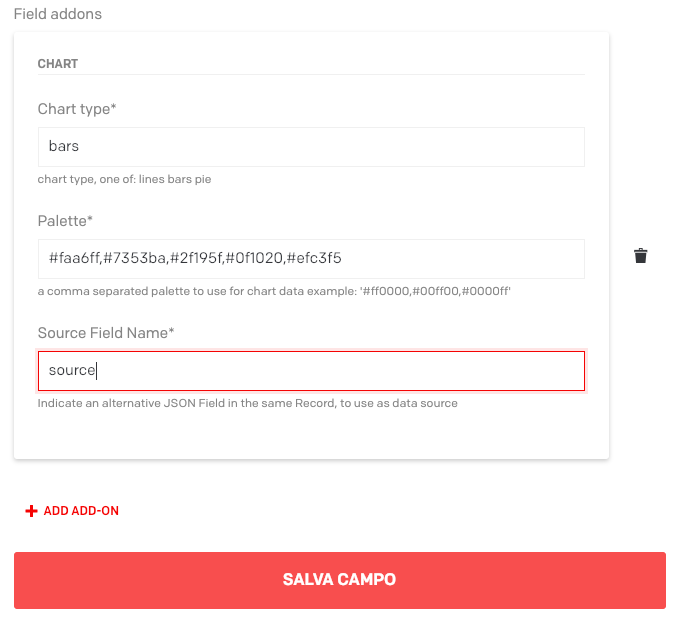 Field addons
CHART
Chart type*
bars
chart type, one of: lines bars pie
Palette*
#faa6ff,#7353ba,#2f195f,#0f1020,#efc3f5
a comma separated palette to use for chart data example: '#ff0000,#00ff00,#0000ff'
Source Field Name*
source
Indicate an alternative JSON Field in the same Record, to use as data source
ADD ADD-ON
SALVA CAMPO